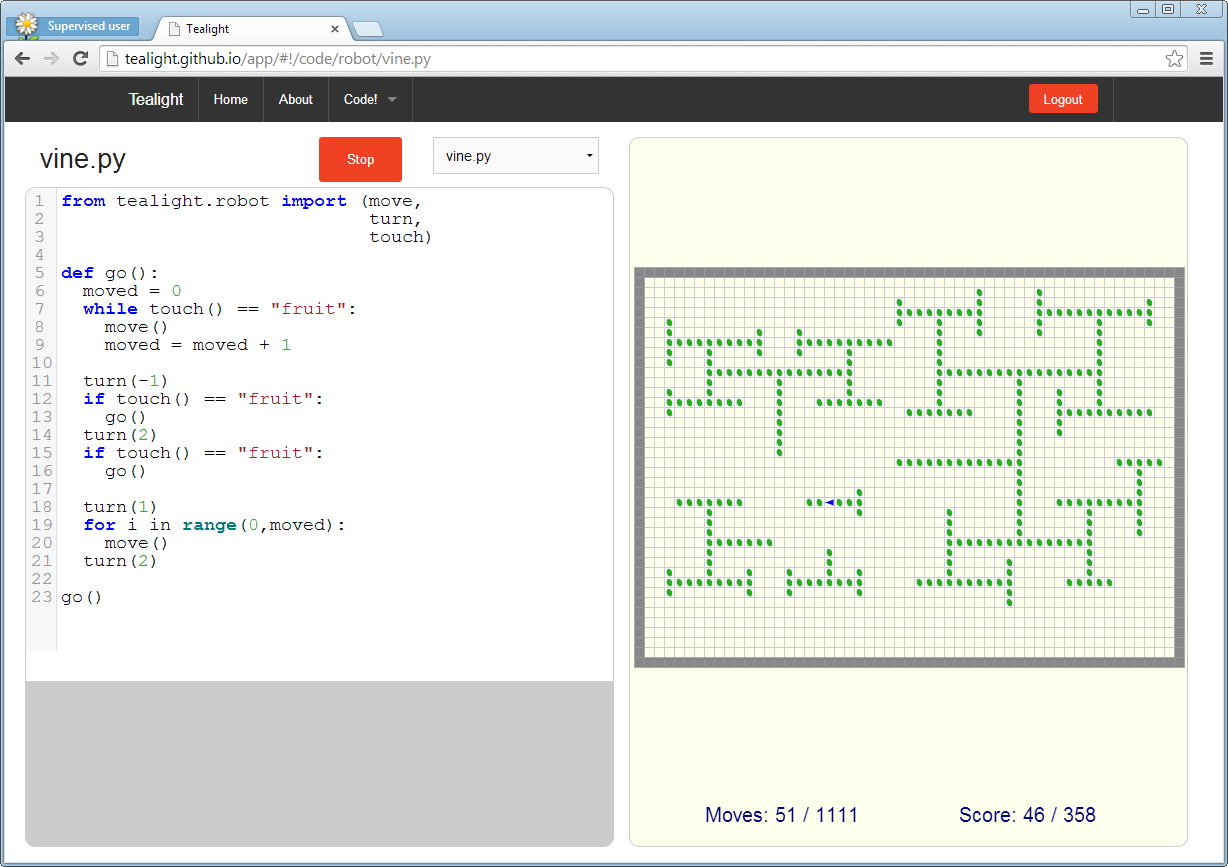 Supervised user
Tealight
tealight.github.io/app/#!/code/robot/vine.py
Tealight Home About Code! Logout
vine.py Stop vine.py
1 from tealight.robot import (move,
2                             turn,
3                             touch)
4
5 def go():
6   moved = 0
7   while touch() == "fruit":
8     move()
9     moved = moved + 1
10
11   turn(-1)
12   if touch() == "fruit":
13     go()
14   turn(2)
15   if touch() == "fruit":
16     go()
17
18   turn(1)
19   for i in range(0,moved):
20     move()
21   turn(2)
22
23 go()
Moves: 51 / 1111 Score: 46 / 358